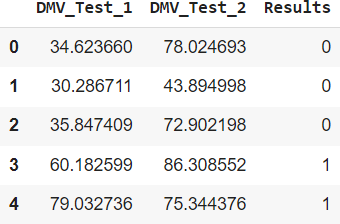 DMV_Test_1 DMV_Test_2 Results
0 34.623660 78.024693 0
1 30.286711 43.894998 0
2 35.847409 72.902198 0
3 60.182599 86.308552 1
4 79.032736 75.344376 1